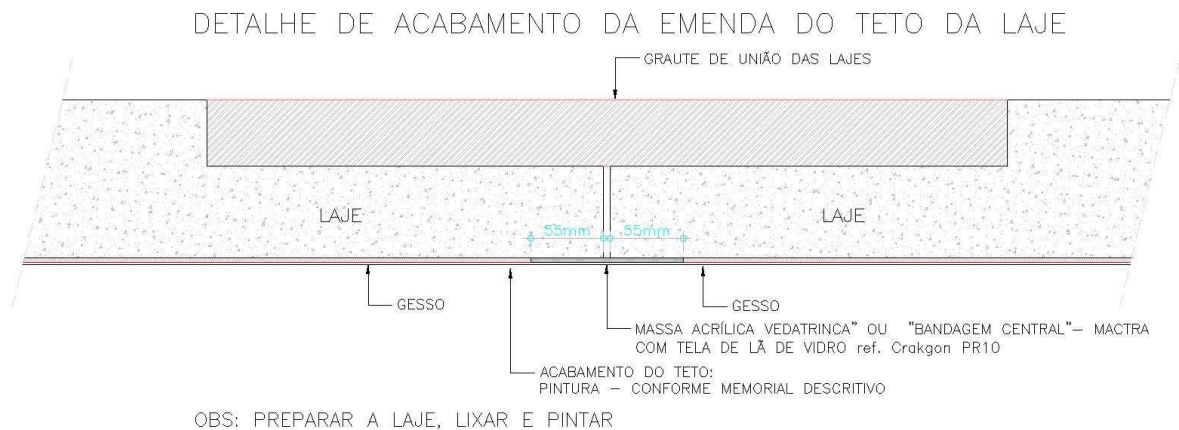 DETALHE DE ACABAMENTO DA EMENDA DO TETO DA LAJE
GRAUTE DE UNIÃO DAS LAJES
LAJE
LAJE
55mm
55mm
GESSO
GESSO
MASSA ACRÍLICA VEDATRINCA" OU "BANDAGEM CENTRAL"– MACTRA
COM TELA DE LÃ DE VIDRO ref. Crakgon PR10
ACABAMENTO DO TETO:
PINTURA – CONFORME MEMORIAL DESCRITIVO
OBS: PREPARAR A LAJE, LIXAR E PINTAR